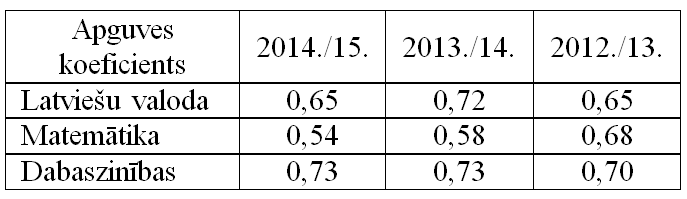 Apguves
koeficients 2014./15. 2013./14. 2012./13.
Latviešu valoda 0,65 0,72 0,65
Matemātika 0,54 0,58 0,68
Dabaszinības 0,73 0,73 0,70